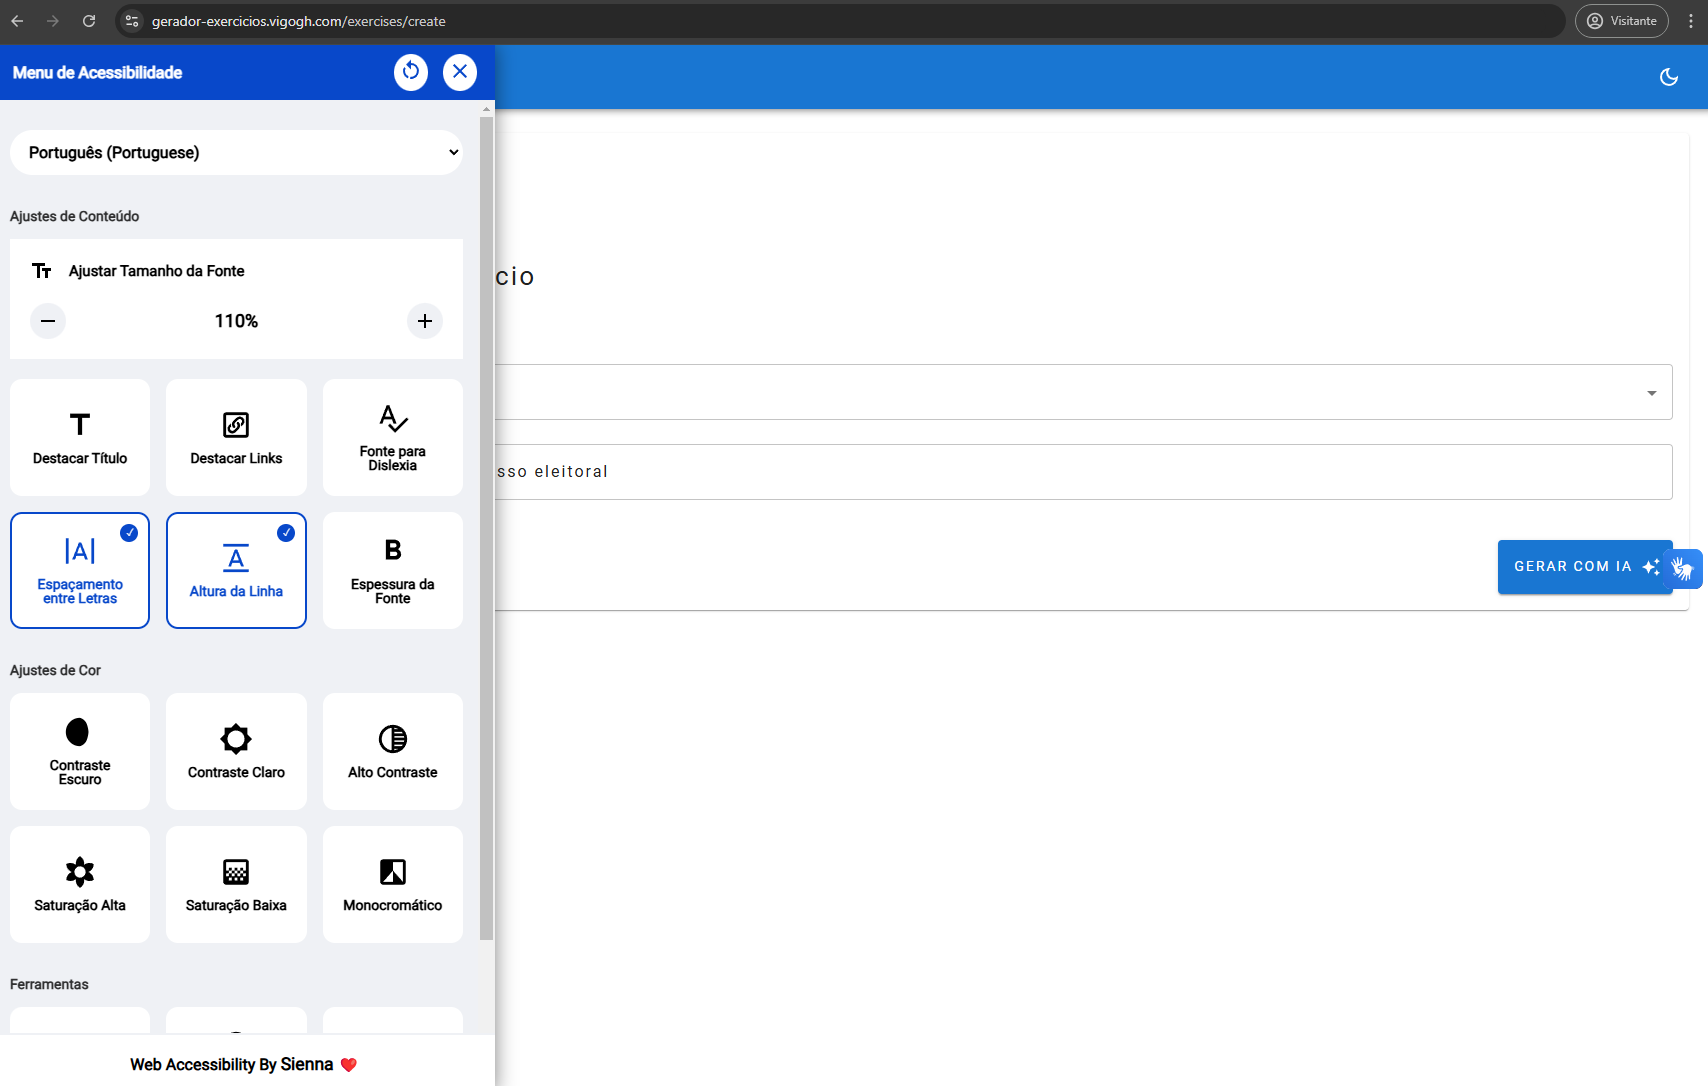 gerador-exercicios.vigogh.com/exercises/create
Visitante
Menu de Acessibilidade
Português (Portuguese)
Ajustes de Conteúdo
Ajustar Tamanho da Fonte
110%
Destacar Título
Destacar Links
Fonte para
Dislexia
Espaçamento
entre Letras
Altura da Linha
Espessura da
Fonte
Ajustes de Cor
Contraste
Escuro
Contraste Claro
Alto Contraste
Saturação Alta
Saturação Baixa
Monocromático
Ferramentas
Web Accessibility By Sienna
cio
sso eleitoral
GERAR COM IA